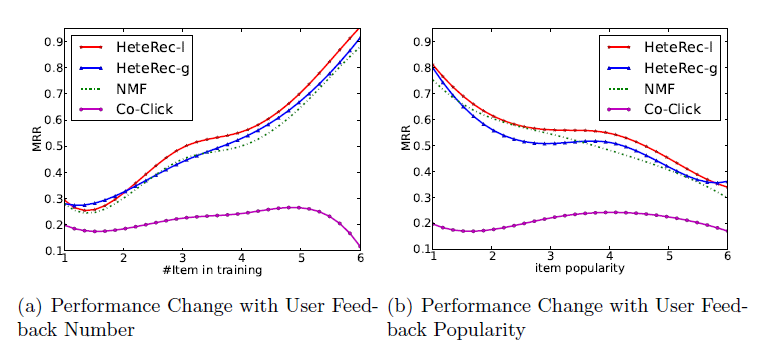 0.9
0.8
0.7
0.6
0.5
0.4
0.3
0.2
0.1
MRR
HeteRec-l
HeteRec-g
NMF
Co-Click
1 2 3 4 5 6
#Item in training
0.9
0.8
0.7
0.6
0.5
0.4
0.3
0.2
0.1
MRR
HeteRec-l
HeteRec-g
NMF
Co-Click
1 2 3 4 5 6
item popularity
(a) Performance Change with User Feed-
back Number
(b) Performance Change with User Feed-
back Popularity